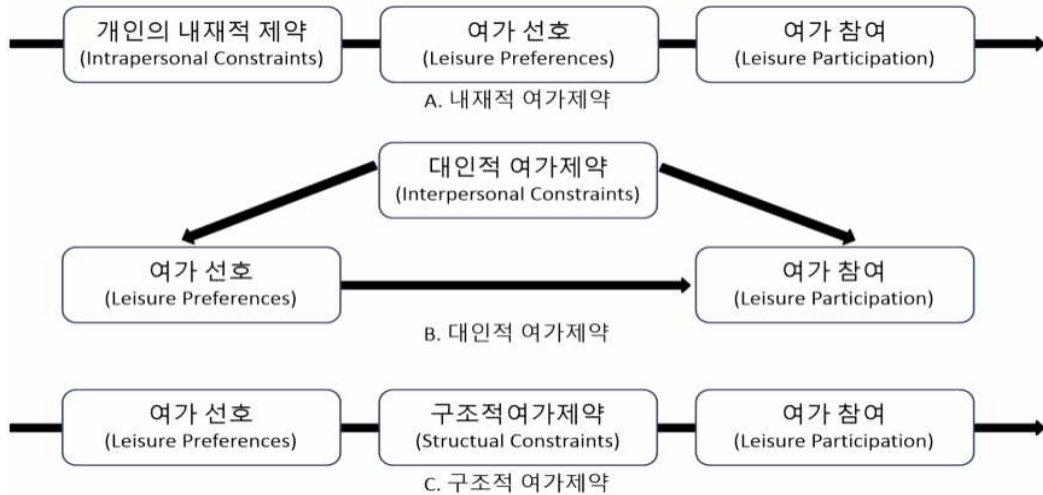 개인의 내재적 제약
(Intrapersonal Constraints)
여가 선호
(Leisure Preferences)
여가 참여
(Leisure Participation)
A. 내재적 여가제약
대인적 여가제약
(Interpersonal Constraints)
여가 선호
(Leisure Preferences)
여가 참여
(Leisure Participation)
B. 대인적 여가제약
여가 선호
(Leisure Preferences)
구조적여가제약
(Structual Constraints)
여가 참여
(Leisure Participation)
C. 구조적 여가제약